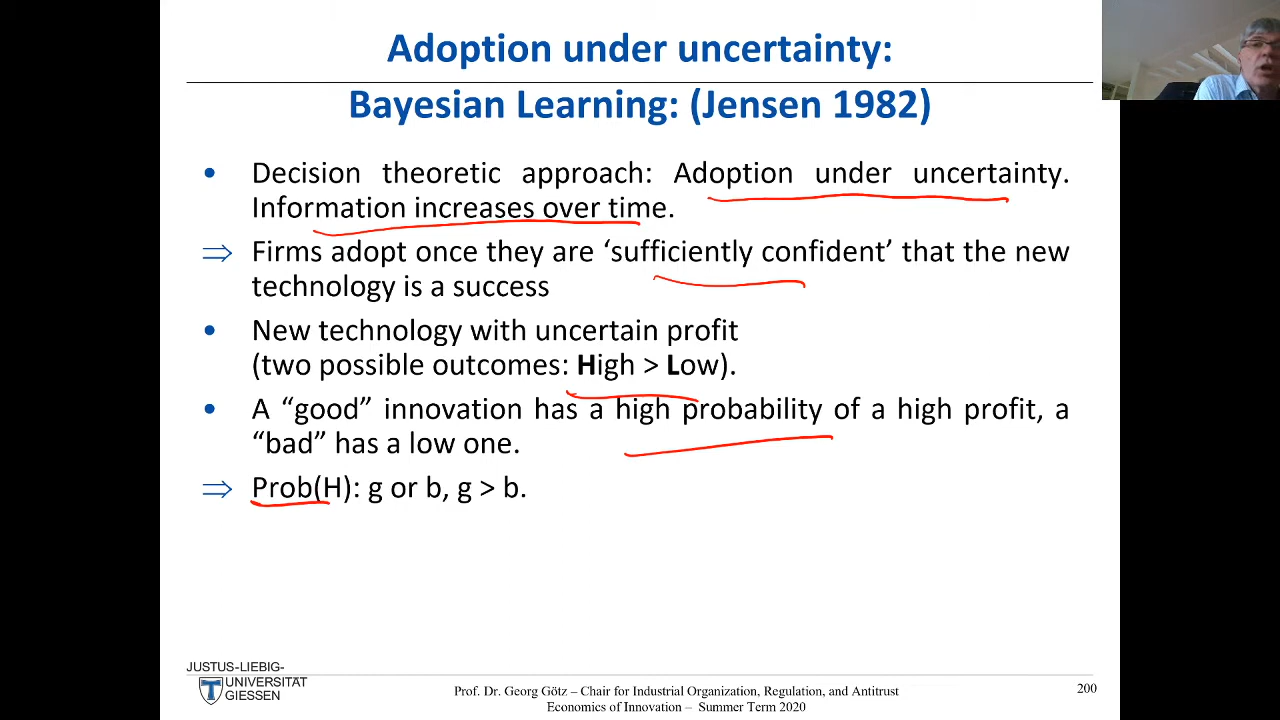 Adoption under uncertainty:
Bayesian Learning: (Jensen 1982)
• Decision theoretic approach: Adoption under uncertainty.
Information increases over time.
⇒ Firms adopt once they are ‘sufficiently confident’ that the new
technology is a success
• New technology with uncertain profit
(two possible outcomes: High > Low).
• A “good” innovation has a high probability of a high profit, a
“bad” has a low one.
⇒ Prob(H): g or b, g > b.
JUSTUS-LIEBIG-
UNIVERSITÄT
GIESSEN
Prof. Dr. Georg Götz – Chair for Industrial Organization, Regulation, and Antitrust
Economics of Innovation – Summer Term 2020
200